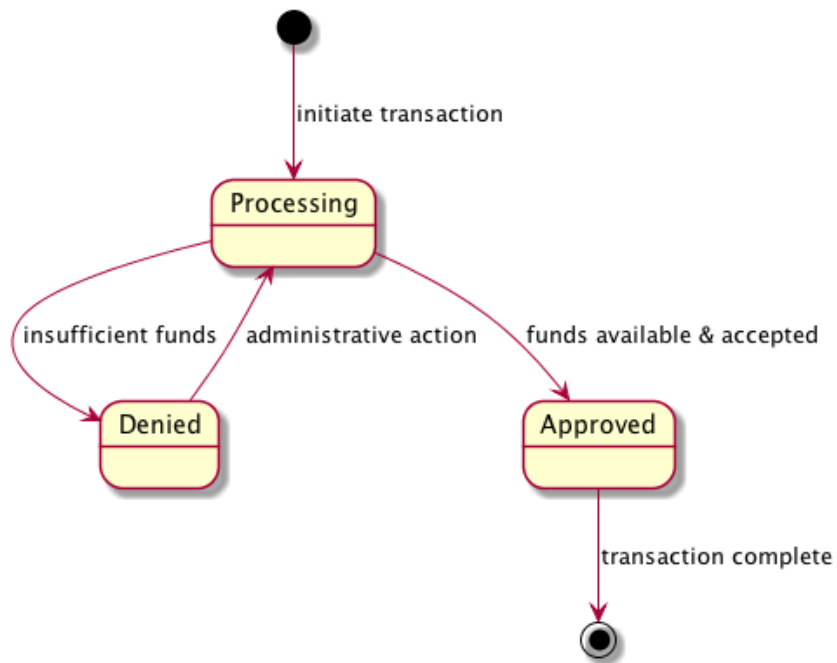 initiate transaction
Processing
insufficient funds
administrative action
funds available & accepted
Denied
Approved
transaction complete